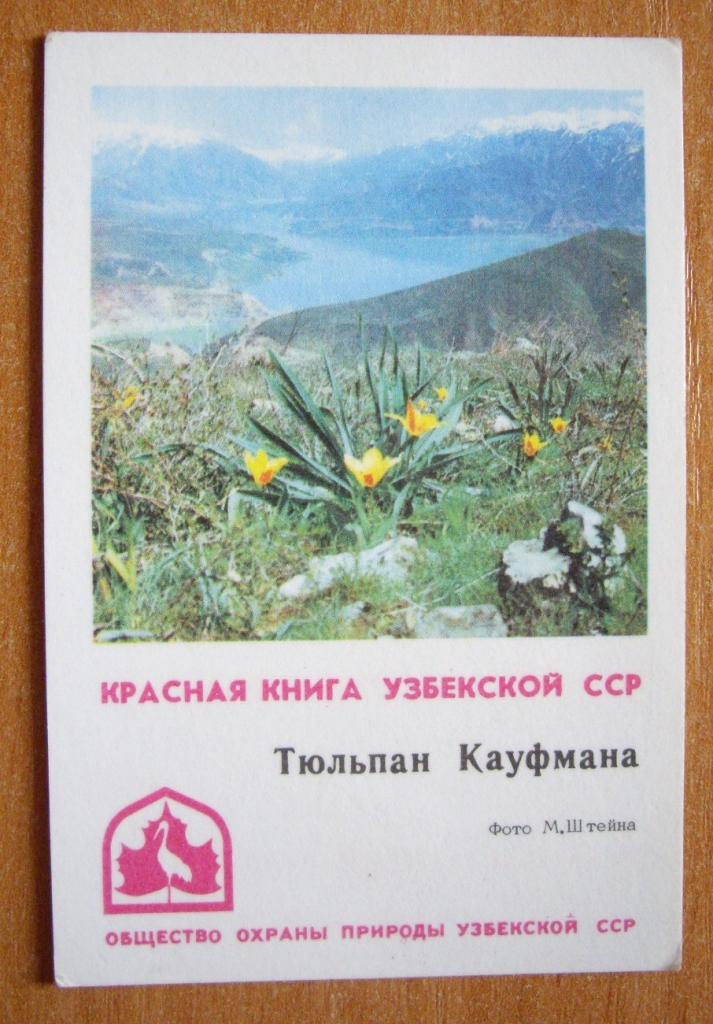 КРАСНАЯ КНИГА УЗБЕКСКОЙ ССР
Тюльпан Кауфмана
Фото М.Штейна
ОБЩЕСТВО ОХРАНЫ ПРИРОДЫ УЗБЕКСКОЙ ССР